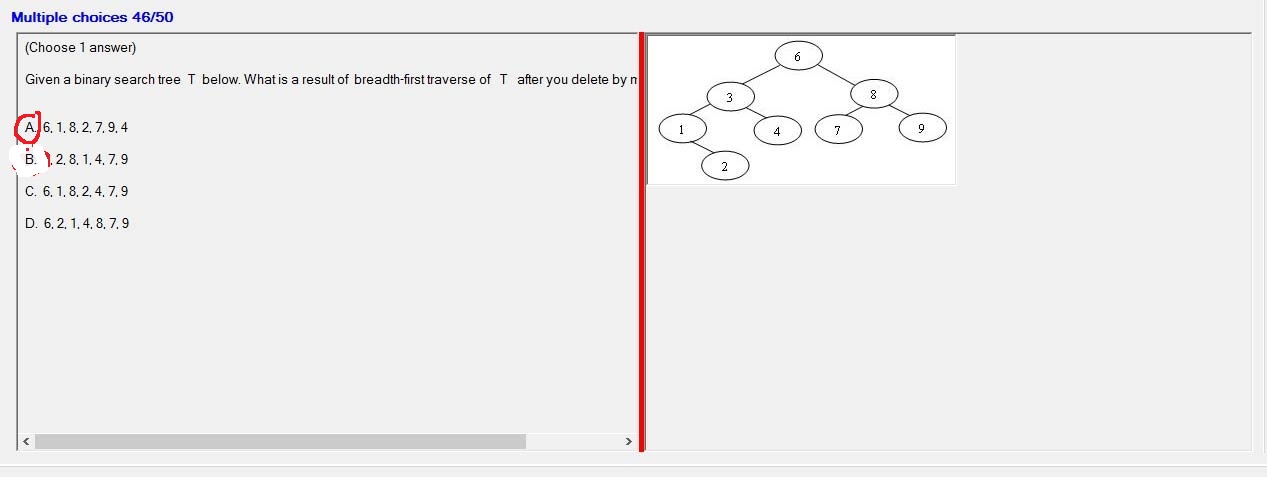 Multiple choices 46/50
(Choose 1 answer)
Given a binary search tree T below. What is a result of breadth-first traverse of T after you delete by
A. 6, 1, 8, 2, 7, 9, 4
B. , 2, 8, 1, 4, 7, 9
C. 6, 1, 8, 2, 4, 7, 9
D. 6, 2, 1, 4, 8, 7, 9
6
3
8
1
4
7
9
2